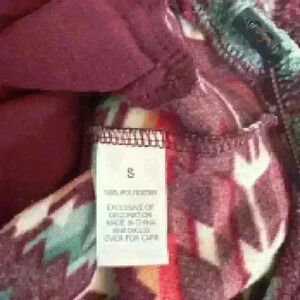 S
100% POLYESTER
EXCLUSIVE OF
DECORATION
MADE IN CHINA
OVER FOR CARE